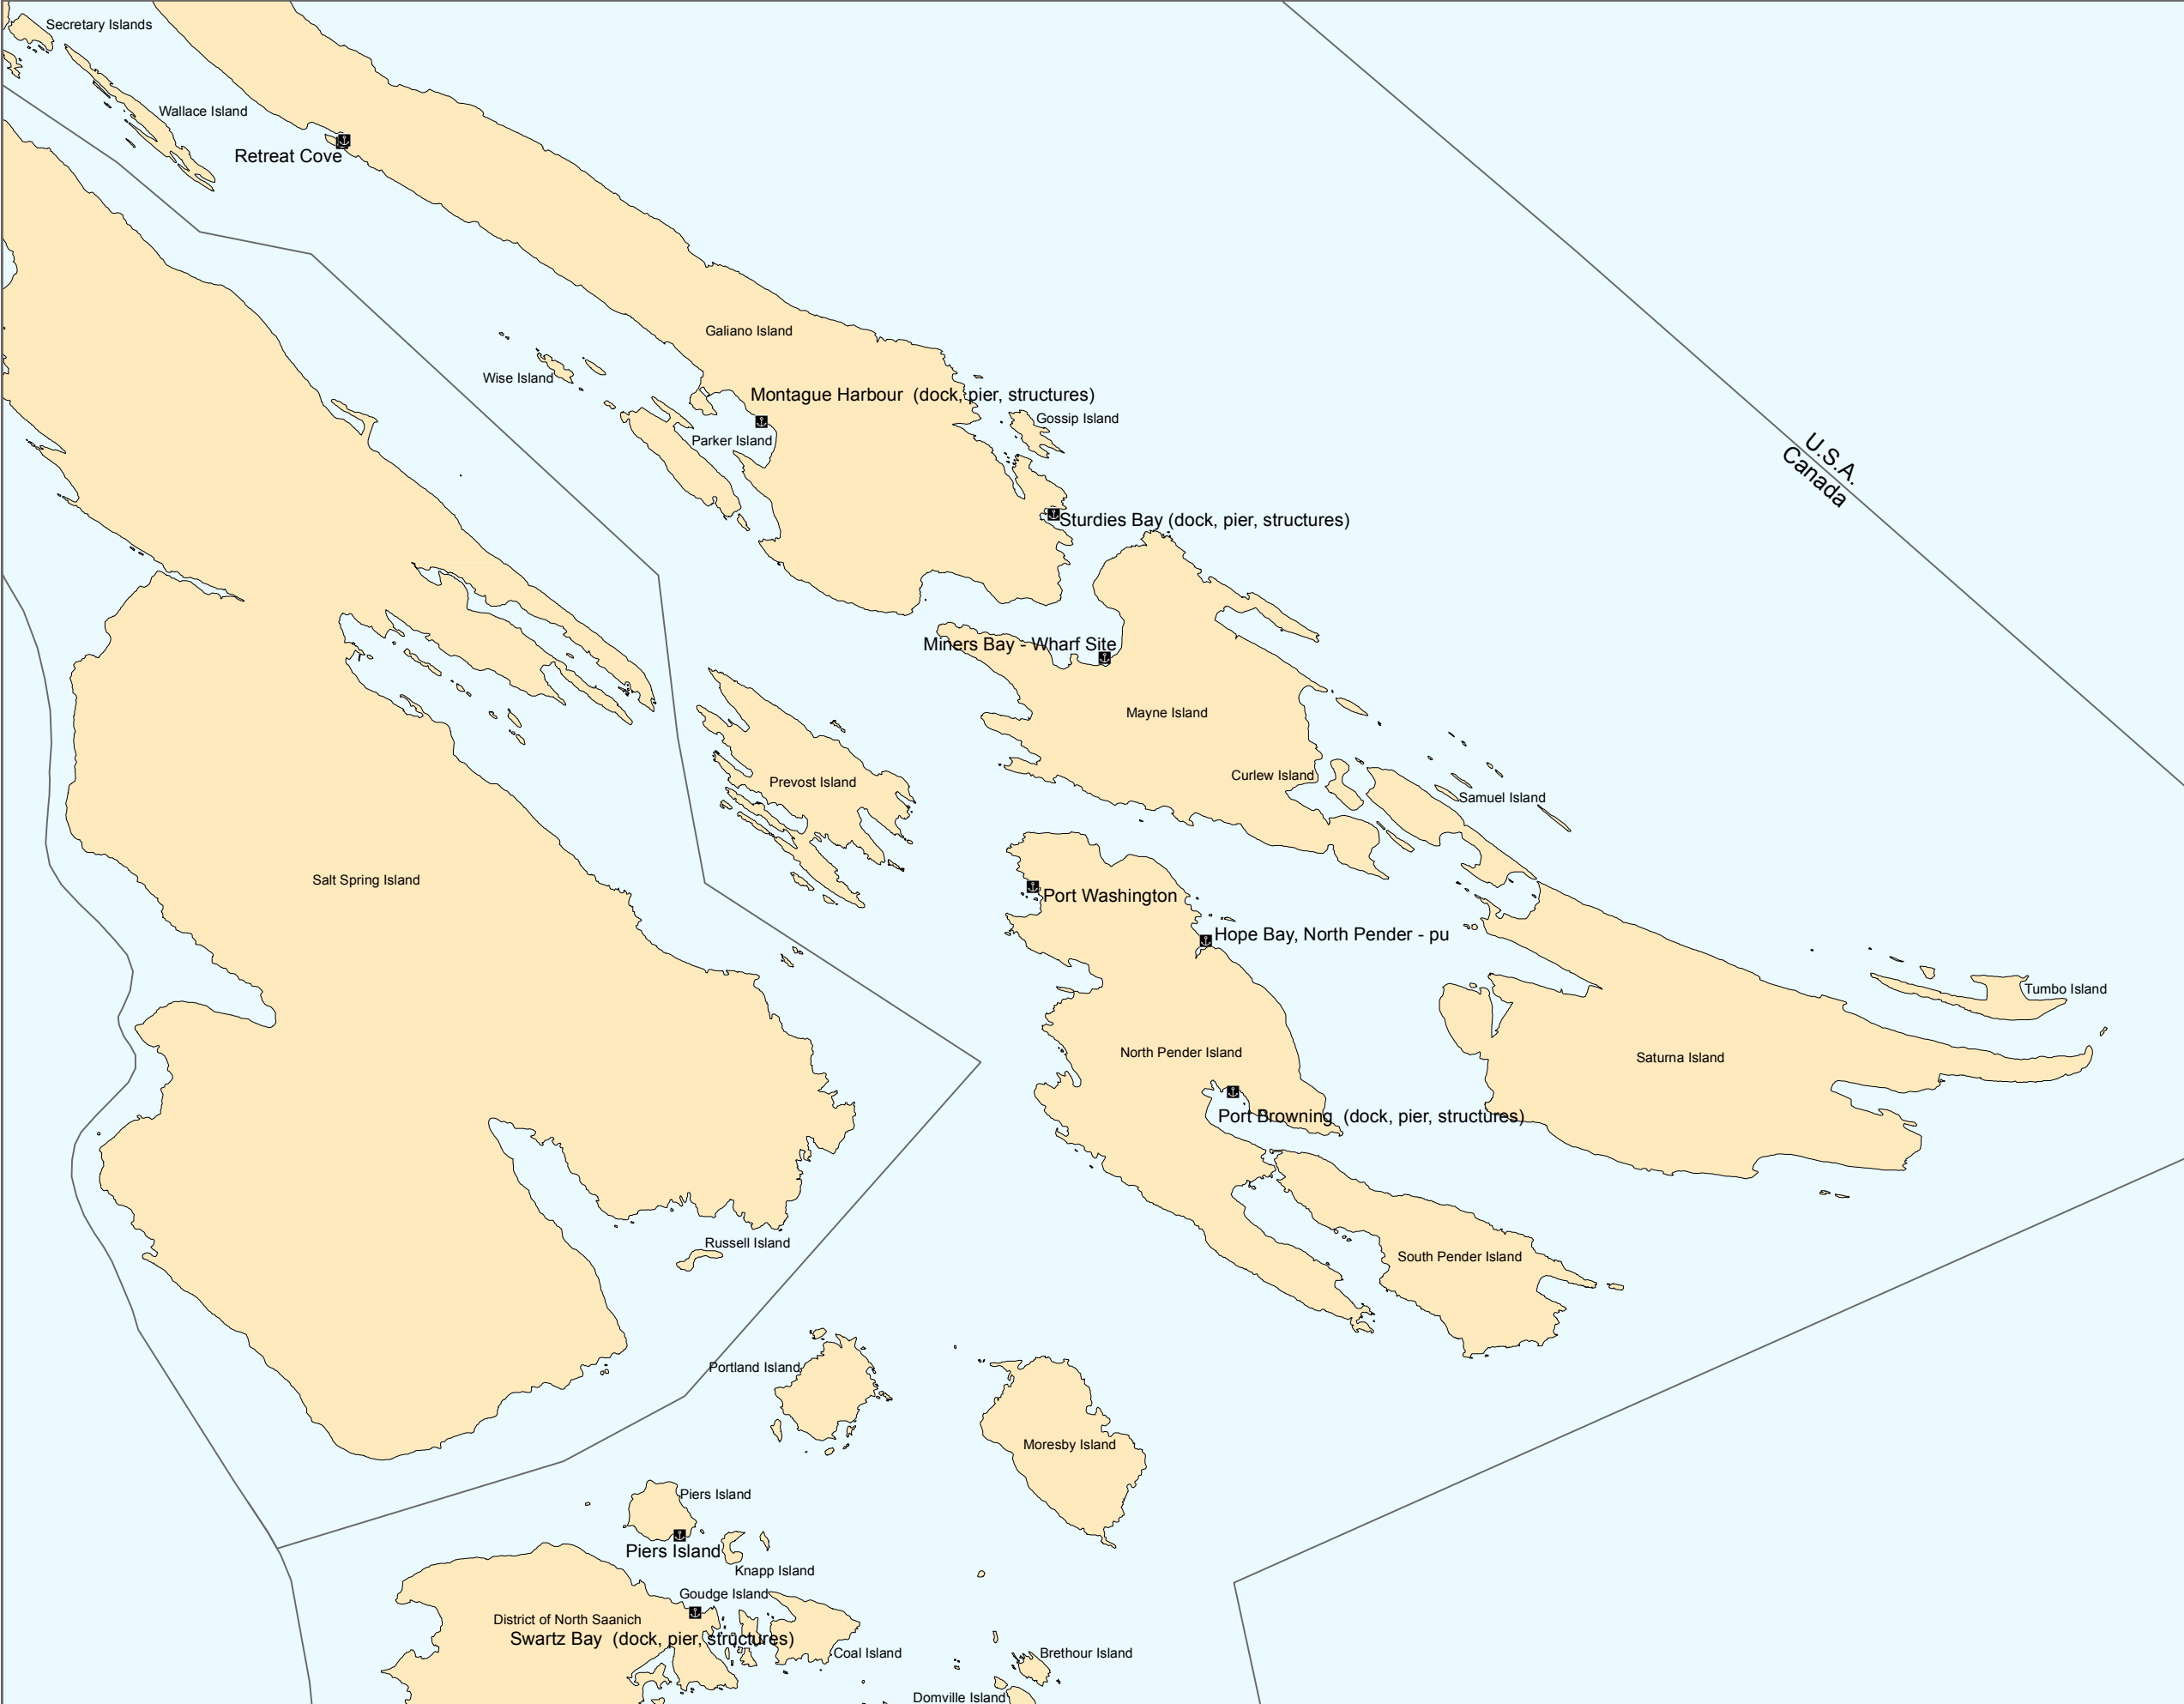 Secretary Islands
Wallace Island
Retreat Cove
Galiano Island
Wise Island
Montague Harbour  (dock, pier, structures)
Gossip Island
Parker Island
U.S.A.
Canada
Sturdies Bay (dock, pier, structures)
Miners Bay - Wharf Site
Mayne Island
Curlew Island
Prevost Island
Samuel Island
Salt Spring Island
Port Washington
Hope Bay, North Pender - pu
Tumbo Island
North Pender Island
Saturna Island
Port Browning  (dock, pier, structures)
Russell Island
South Pender Island
Portland Island
Moresby Island
Piers Island
Piers Island
Knapp Island
Goudge Island
District of North Saanich
Swartz Bay  (dock, pier, structures)
Coal Island
Brethour Island
Domville Island